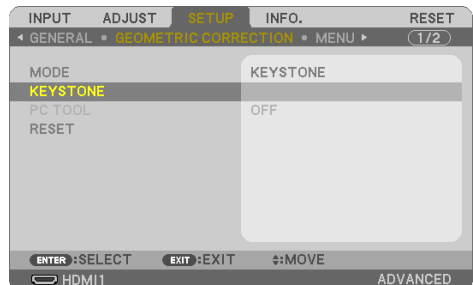 INPUT ADJUST SETUP INFO. RESET
◂ GENERAL • GEOMETRIC CORRECTION • MENU ▸ 1/2
MODE KEYSTONE
KEYSTONE
PC TOOL OFF
RESET
ENTER :SELECT EXIT :EXIT ⬍:MOVE
HDMI1 ADVANCED